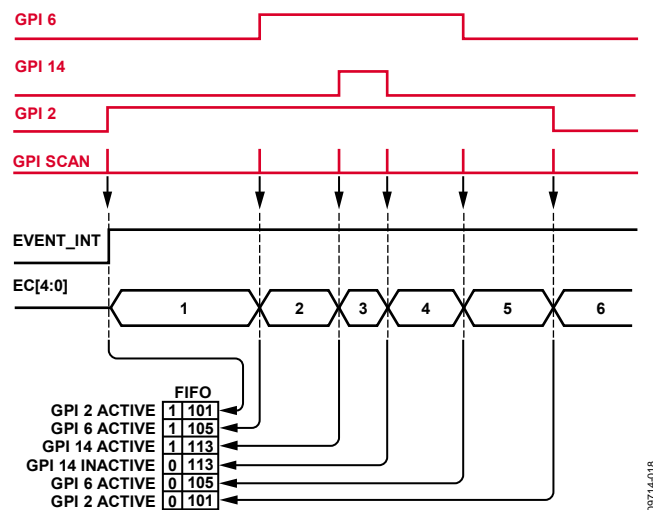 GPI 6
GPI 14
GPI 2
GPI SCAN
EVENT_INT
EC[4:0]
1 2 3 4 5 6
FIFO
GPI 2 ACTIVE 1 101
GPI 6 ACTIVE 1 105
GPI 14 ACTIVE 1 113
GPI 14 INACTIVE 0 113
GPI 6 ACTIVE 0 105
GPI 2 ACTIVE 0 101
09714-018